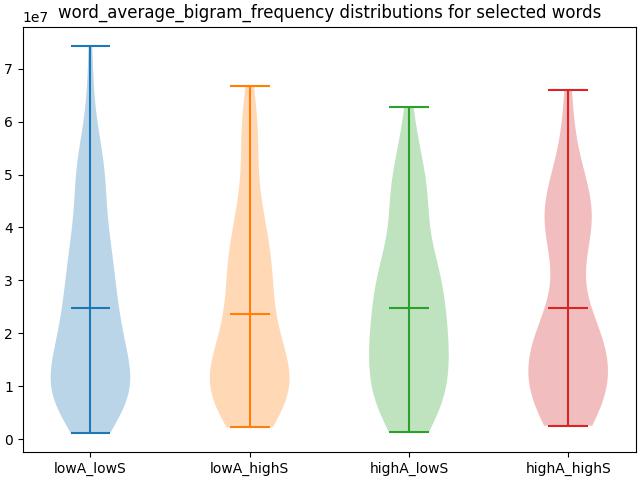 word_average_bigram_frequency distributions for selected words
1e7
7
6
5
4
3
2
1
0
lowA_lowS lowA_highS highA_lowS highA_highS